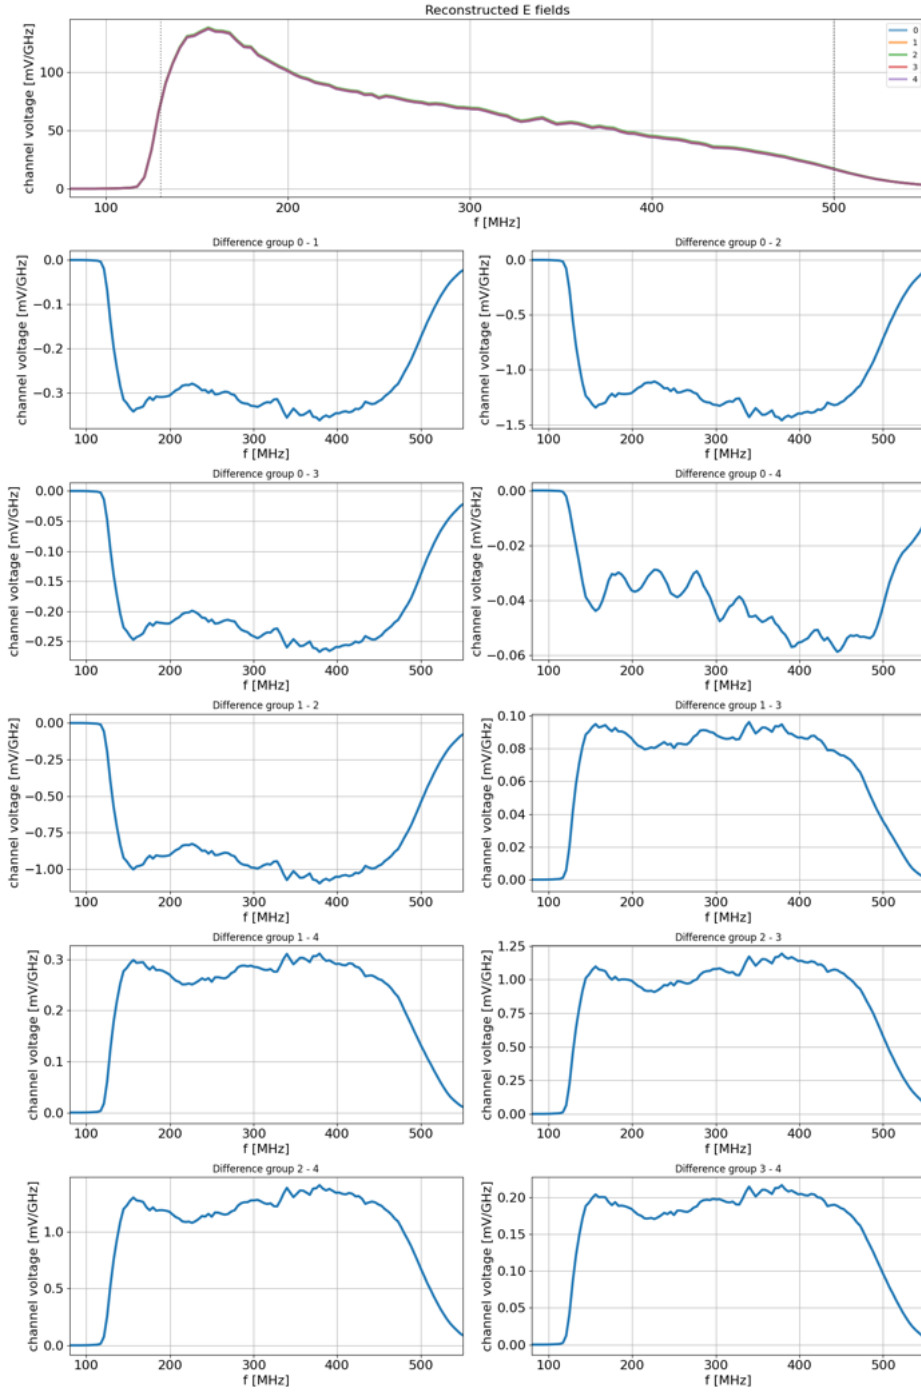 Reconstructed E fields
channel voltage [mV/GHz]
100
50
0
0
1
2
3
4
100 200 300 400 500
f [MHz]
Difference group 0 - 1
channel voltage [mV/GHz]
0.0
−0.1
−0.2
−0.3
100 200 300 400 500
f [MHz]
Difference group 0 - 2
channel voltage [mV/GHz]
0.0
−0.5
−1.0
−1.5
100 200 300 400 500
f [MHz]
Difference group 0 - 3
channel voltage [mV/GHz]
0.00
−0.05
−0.10
−0.15
−0.20
−0.25
100 200 300 400 500
f [MHz]
Difference group 0 - 4
channel voltage [mV/GHz]
0.00
−0.02
−0.04
−0.06
100 200 300 400 500
f [MHz]
Difference group 1 - 2
channel voltage [mV/GHz]
0.00
−0.25
−0.50
−0.75
−1.00
100 200 300 400 500
f [MHz]
Difference group 1 - 3
channel voltage [mV/GHz]
0.10
0.08
0.06
0.04
0.02
0.00
100 200 300 400 500
f [MHz]
Difference group 1 - 4
channel voltage [mV/GHz]
0.3
0.2
0.1
0.0
100 200 300 400 500
f [MHz]
Difference group 2 - 3
channel voltage [mV/GHz]
1.25
1.00
0.75
0.50
0.25
0.00
100 200 300 400 500
f [MHz]
Difference group 2 - 4
channel voltage [mV/GHz]
1.0
0.5
0.0
100 200 300 400 500
f [MHz]
Difference group 3 - 4
channel voltage [mV/GHz]
0.20
0.15
0.10
0.05
0.00
100 200 300 400 500
f [MHz]